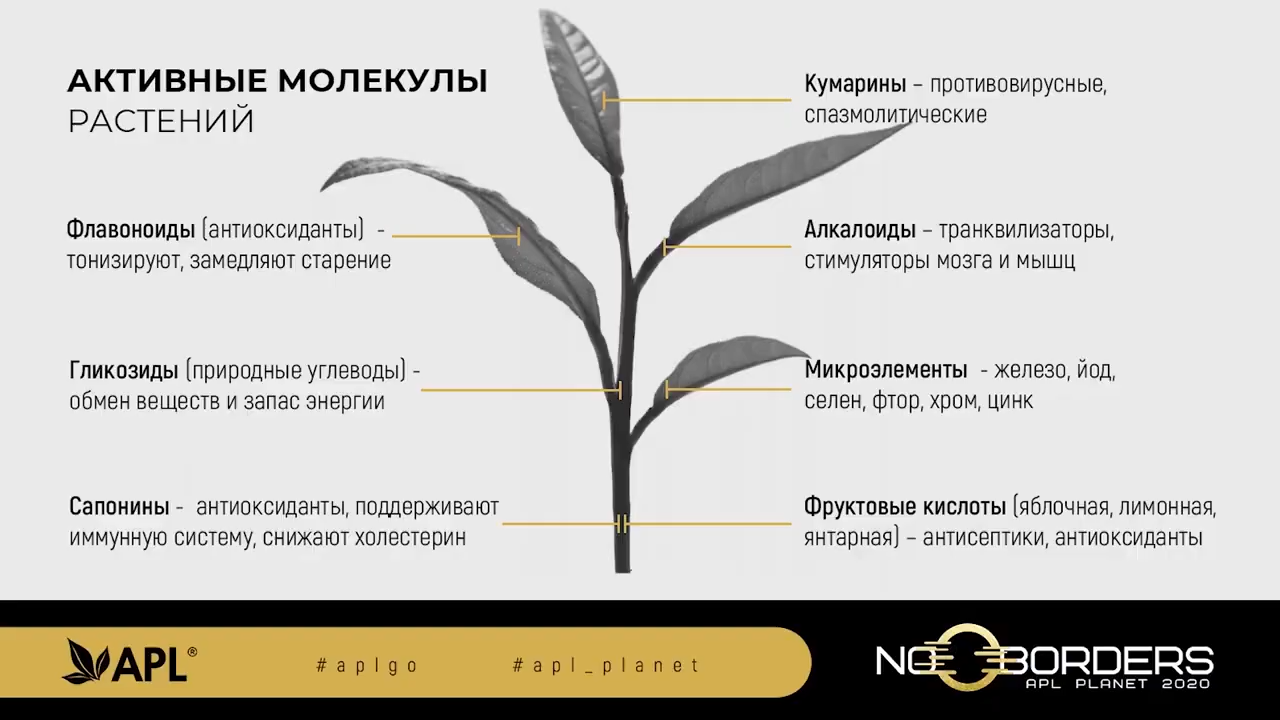 АКТИВНЫЕ МОЛЕКУЛЫ
РАСТЕНИЙ
Флавоноиды (антиоксиданты) -
тонизируют, замедляют старение
Гликозиды (природные углеводы) -
обмен веществ и запас энергии
Сапонины - антиоксиданты, поддерживают
иммунную систему, снижают холестерин
Кумарины – противовирусные,
спазмолитические
Алкалоиды – транквилизаторы,
стимуляторы мозга и мышц
Микроэлементы - железо, йод,
селен, фтор, хром, цинк
Фруктовые кислоты (яблочная, лимонная,
янтарная) – антисептики, антиоксиданты
APL®
#aplgo
#apl_planet
NO BORDERS
APL PLANET 2020